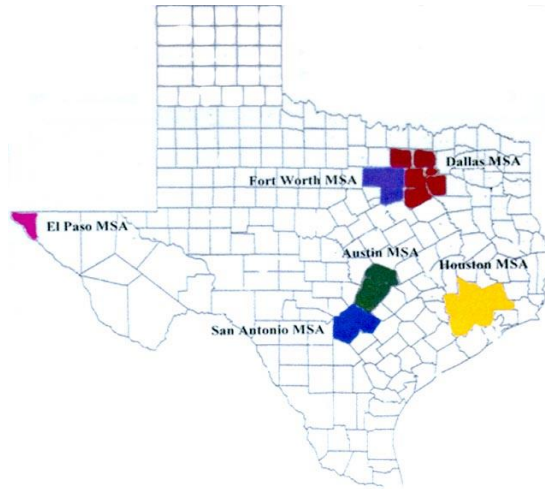 Dallas MSA
Fort Worth MSA
El Paso MSA
Austin MSA
Houston MSA
San Antonio MSA